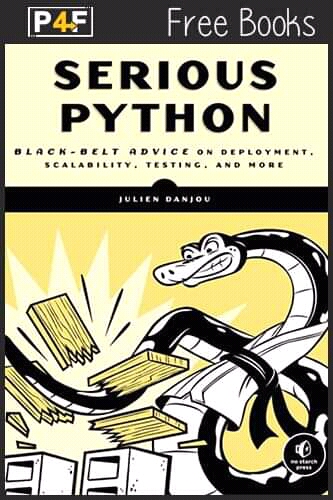 P4F Free Books
SERIOUS
PYTHON
BLACK-BELT ADVICE ON DEPLOYMENT,
SCALABILITY, TESTING, AND MORE
JULIEN DANJOU
no starch
press